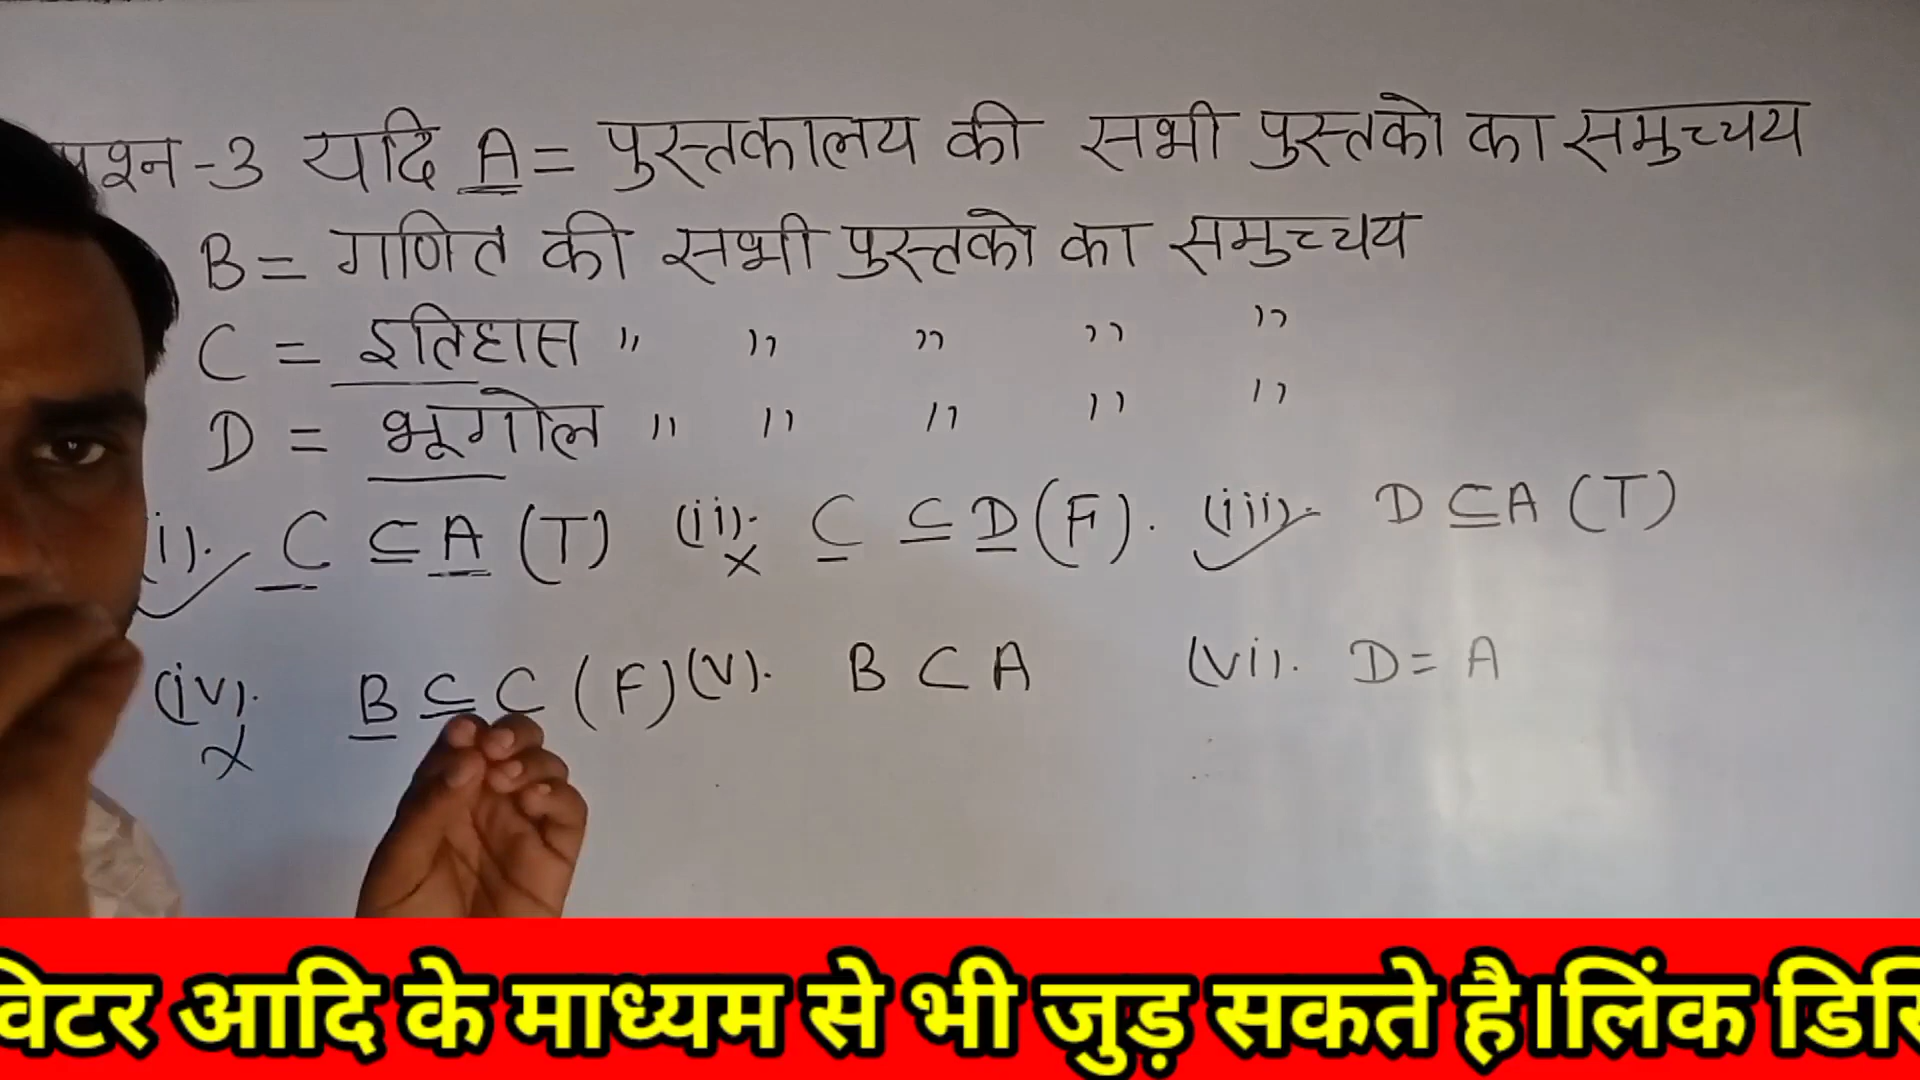 प्रश्न-3 यदि A = पुस्तकालय की सभी पुस्तको का समुच्चय
B = गणित की सभी पुस्तको का समुच्चय
C = इतिहास " " " " "
D = भूगोल " " " " "
(i). C ⊆ A (T) (ii). C ⊆ D (F). (iii). D ⊆ A (T)
(iv). B ⊆ C (F) (v). B ⊂ A (vi). D = A
विटर आदि के माध्यम से भी जुड़ सकते है।लिंक